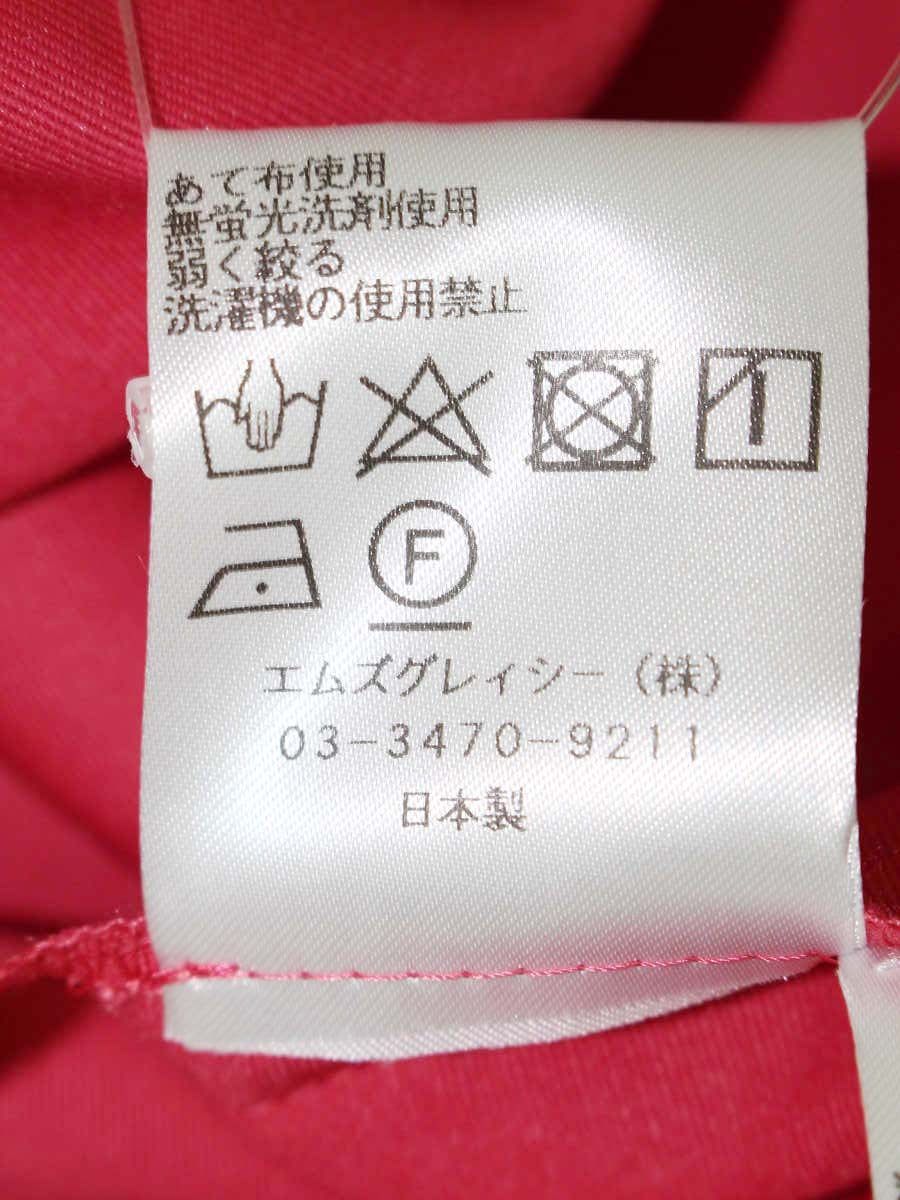 あて布使用
無蛍光洗剤使用
弱く絞る
洗濯機の使用禁止
F
エムズグレイシー（株）
03-3470-9211
日本製